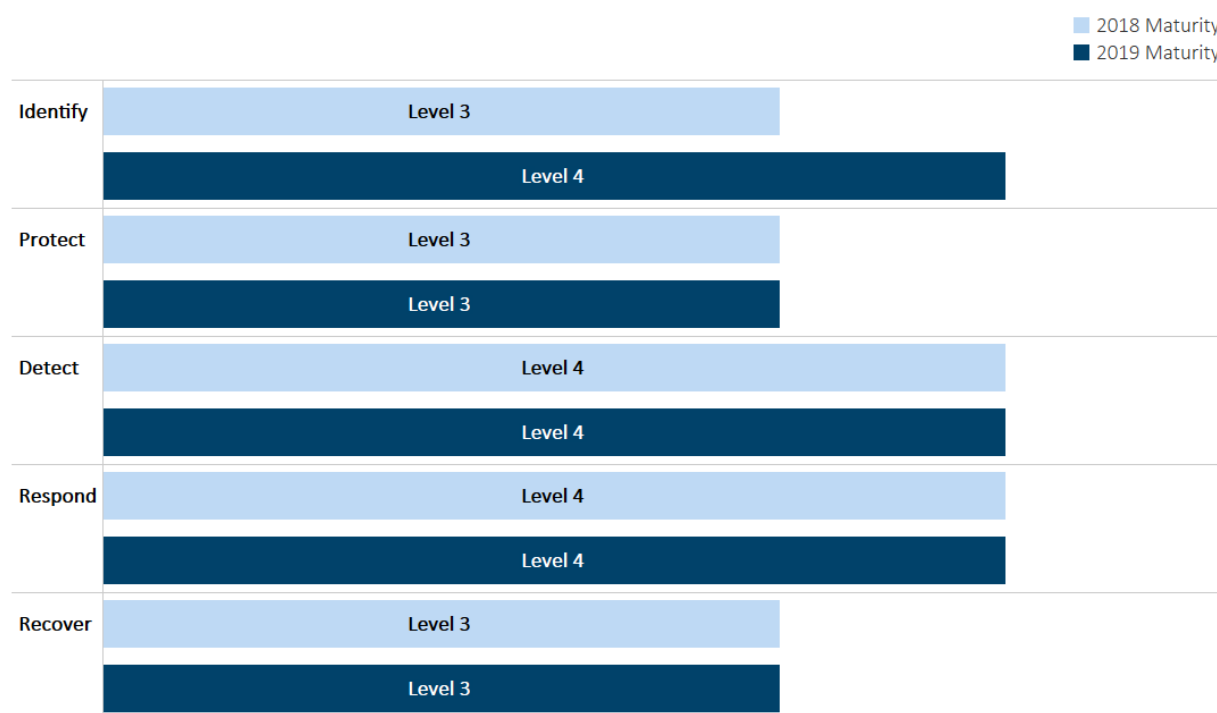 2018 Maturity
2019 Maturity
Identify
Level 3
Level 4
Protect
Level 3
Level 3
Detect
Level 4
Level 4
Respond
Level 4
Level 4
Recover
Level 3
Level 3